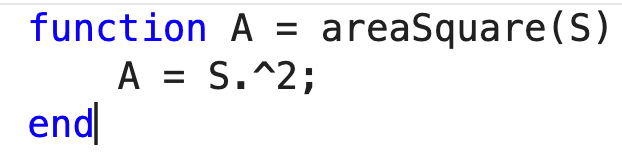 function A = areaSquare(S)
    A = S.^2;
end